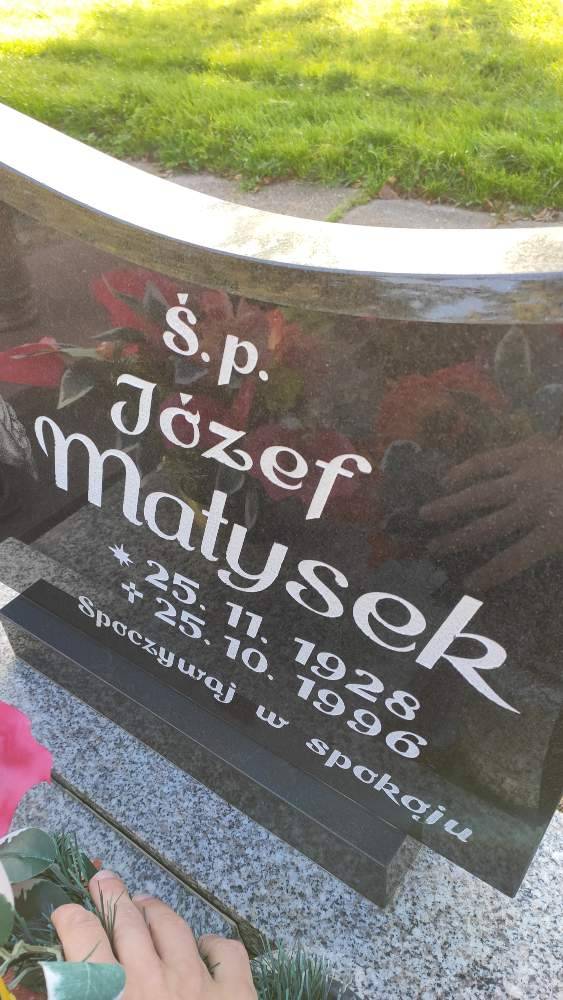 Ś.p.
Józef
Matysek
* 25. 11. 1928
✝ 25. 10. 1996
Spoczywaj w spokoju